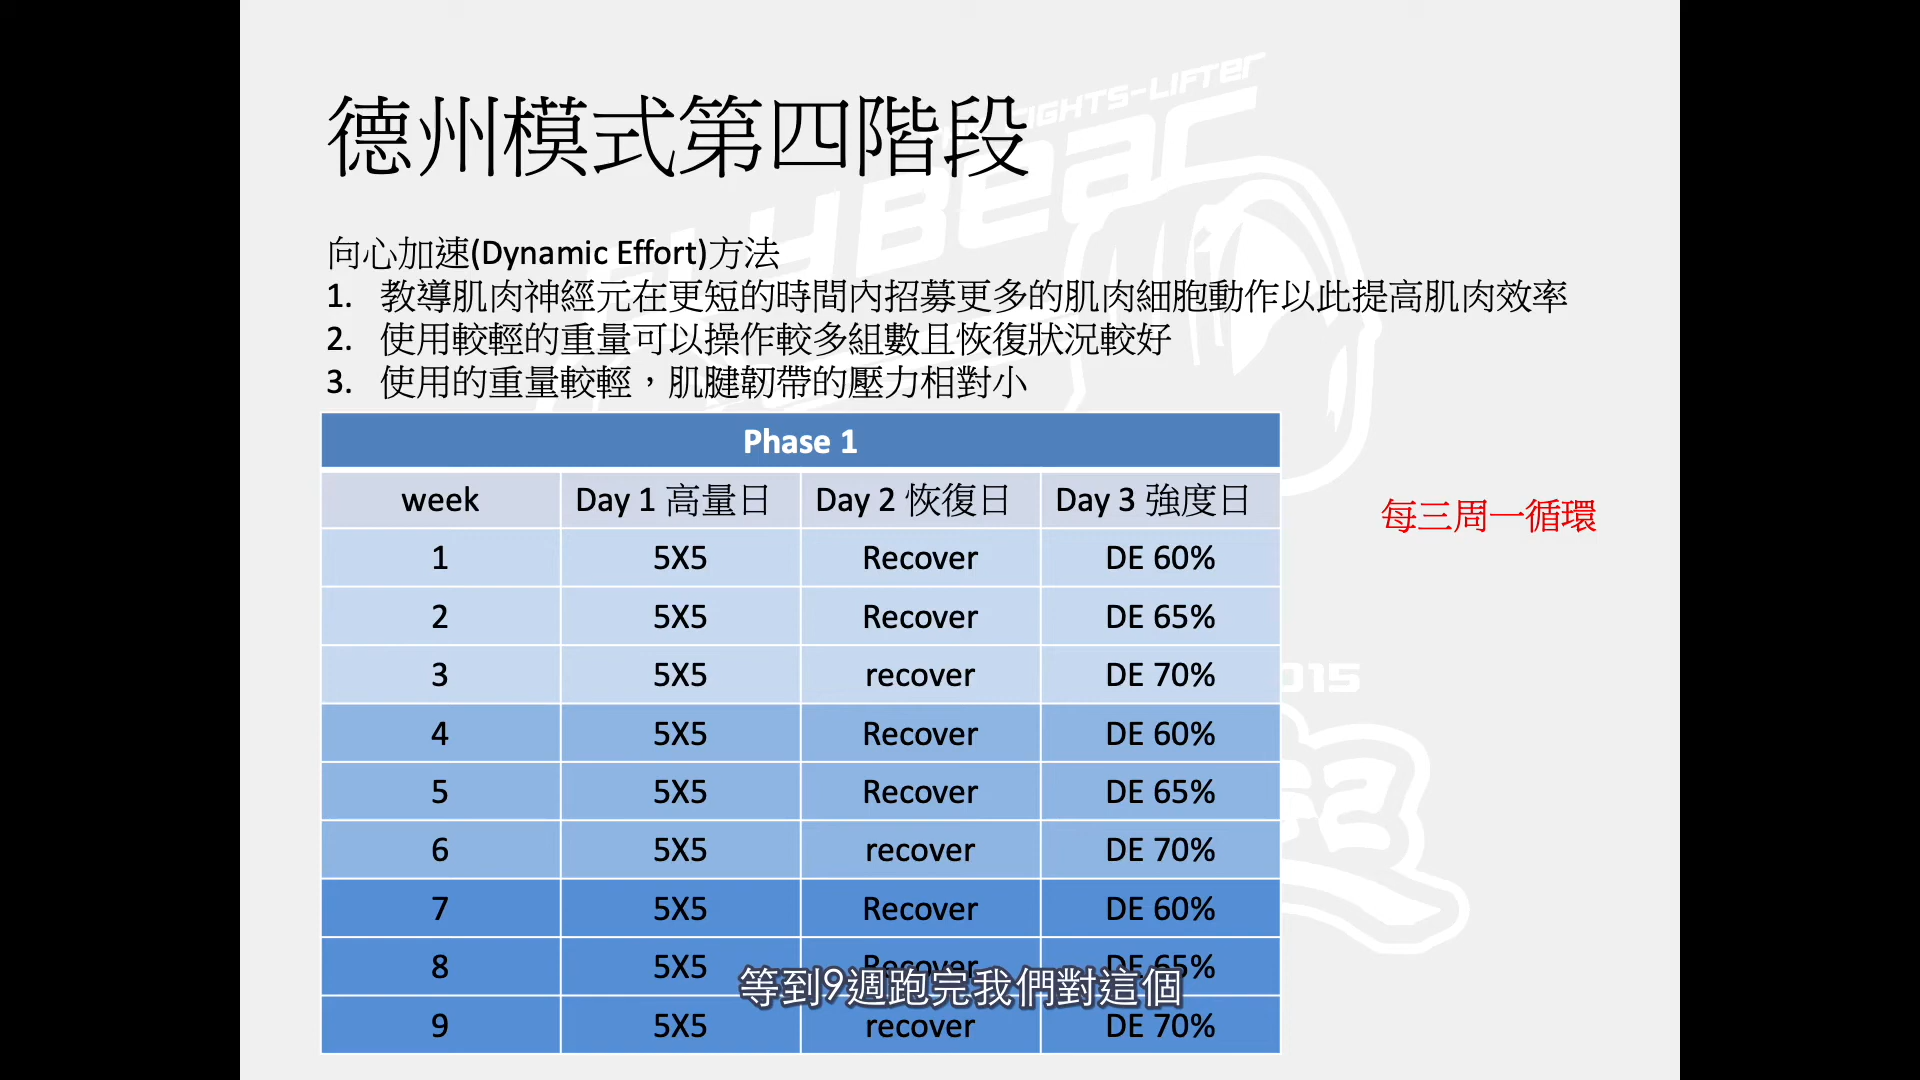 德州模式第四階段
向心加速(Dynamic Effort)方法
1. 教導肌肉神經元在更短的時間內招募更多的肌肉細胞動作以此提高肌肉效率
2. 使用較輕的重量可以操作較多組數且恢復狀況較好
3. 使用的重量較輕，肌腱韌帶的壓力相對小
Phase 1
week Day 1 高量日 Day 2 恢復日 Day 3 強度日
每三周一循環
1 5X5 Recover DE 60%
2 5X5 Recover DE 65%
3 5X5 recover DE 70%
4 5X5 Recover DE 60%
5 5X5 Recover DE 65%
6 5X5 recover DE 70%
7 5X5 Recover DE 60%
8 5X5 Recover DE 65%
等到9週跑完我們對這個
9 5X5 recover DE 70%